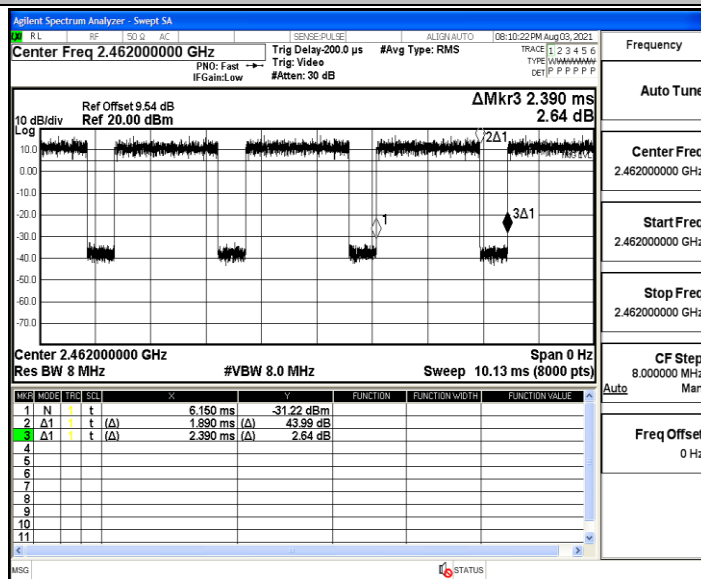 Agilent Spectrum Analyzer - Swept SA
RL RF 50 Ω AC SENSE:PULSE ALIGN AUTO 08:10:22 PM Aug 03, 2021
Center Freq 2.462000000 GHz Trig Delay-200.0 µs #Avg Type: RMS TRACE 1 2 3 4 5 6
PNO: Fast Trig: Video TYPE
IFGain:Low #Atten: 30 dB DET P P P P P P
ΔMkr3 2.390 ms
2.64 dB
Ref Offset 9.54 dB
10 dB/div Ref 20.00 dBm
Log
2Δ1
10.0
0.00
-10.0
-20.0
1
3Δ1
-30.0
-40.0
-50.0
-60.0
-70.0
Center 2.462000000 GHz Span 0 Hz
Res BW 8 MHz #VBW 8.0 MHz Sweep 10.13 ms (8000 pts)
MKR MODE TRC SCL X Y FUNCTION FUNCTION WIDTH FUNCTION VALUE
1 N 1 t 6.150 ms -31.22 dBm
2 Δ1 1 t (Δ) 1.890 ms (Δ) 43.99 dB
3 Δ1 1 t (Δ) 2.390 ms (Δ) 2.64 dB
4
5
6
7
8
9
10
11
MSG STATUS
Frequency
Auto Tune
Center Freq
2.462000000 GHz
Start Freq
2.462000000 GHz
Stop Freq
2.462000000 GHz
CF Step
8.000000 MHz
Auto Man
Freq Offset
0 Hz